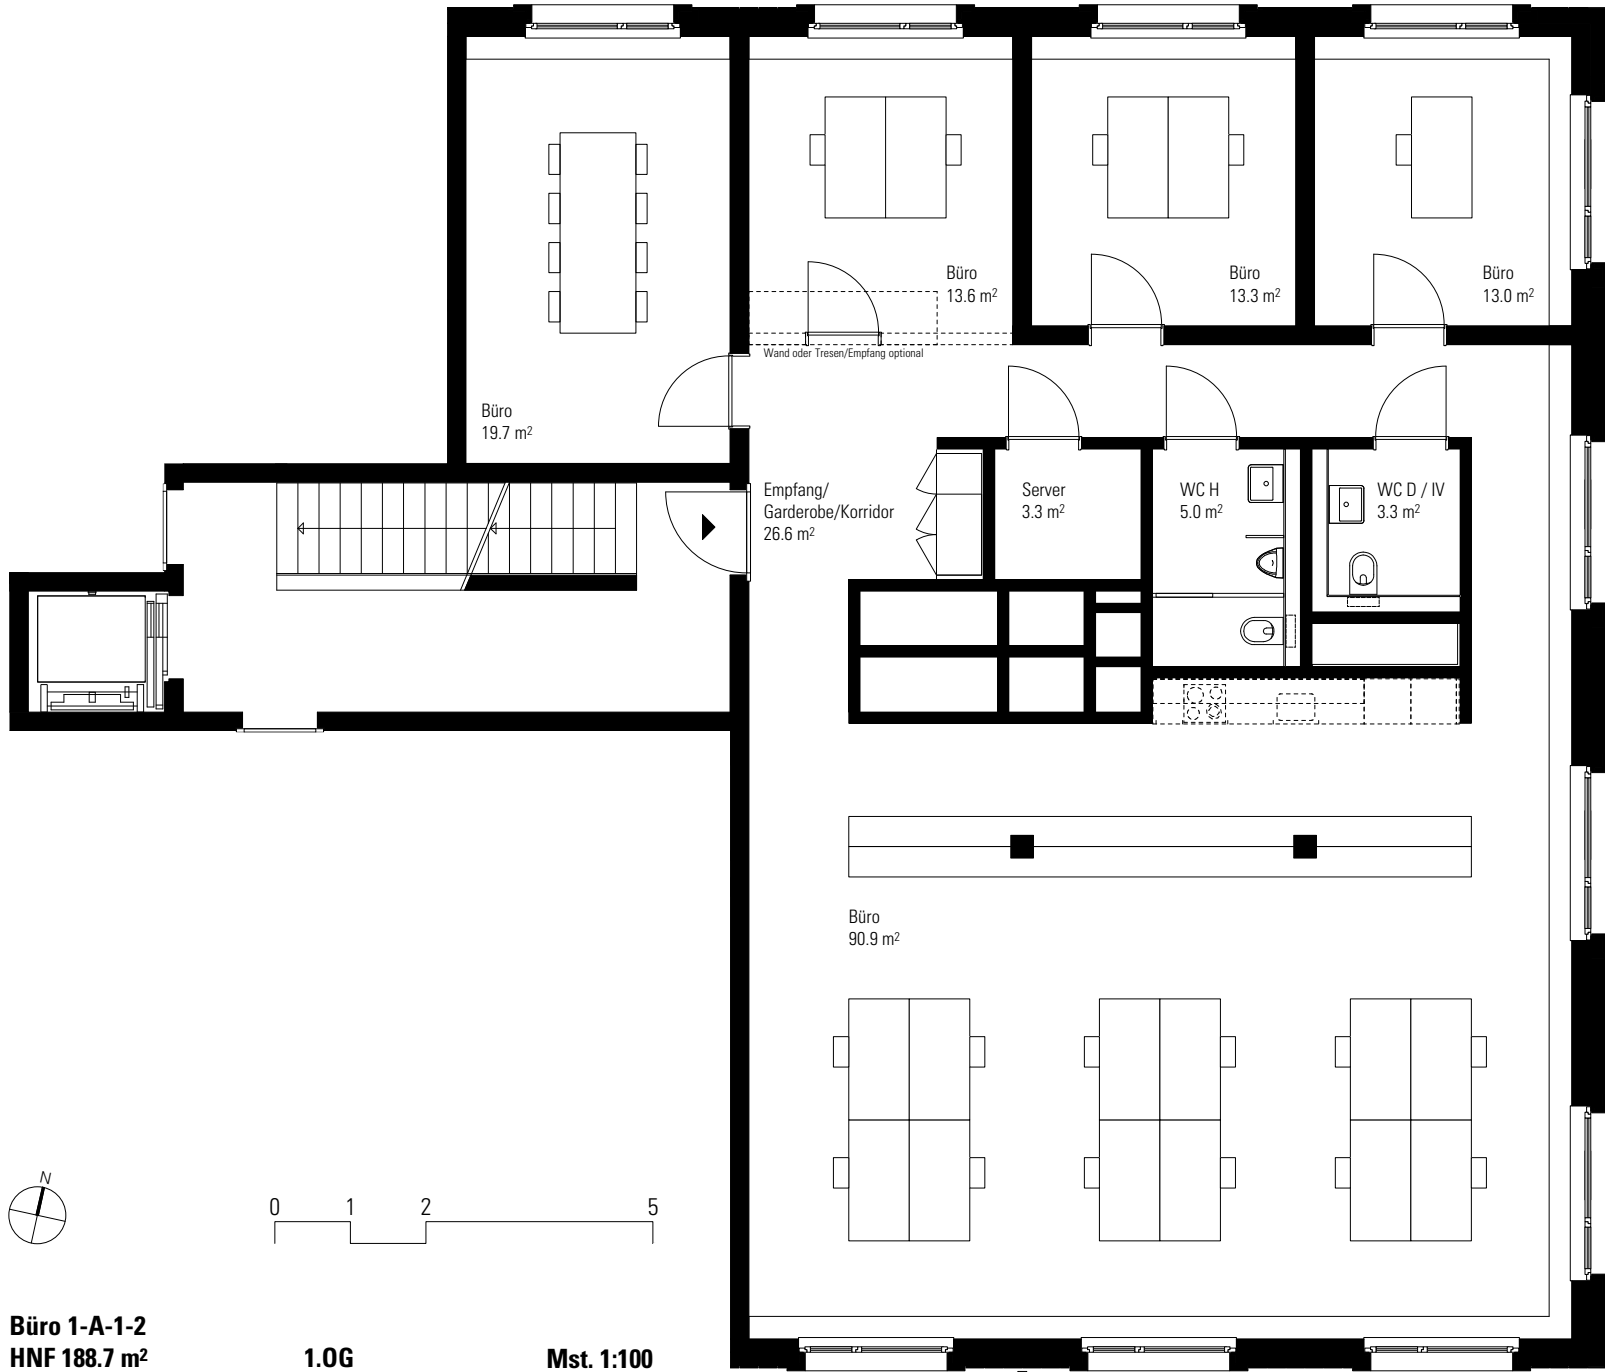 Büro
13.6 m²
Büro
13.3 m²
Büro
13.0 m²
Wand oder Tresen/Empfang optional
Büro
19.7 m²
Empfang/
Garderobe/Korridor
26.6 m²
Server
3.3 m²
WC H
5.0 m²
WC D / IV
3.3 m²
Büro
90.9 m²
N
0 1 2 5
Büro 1-A-1-2
HNF 188.7 m² 1.OG Mst. 1:100